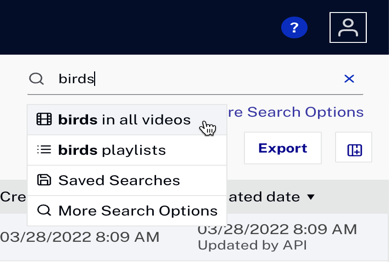 ?
birds
birds in all videos
re Search Options
birds playlists
Export
Saved Searches
Cre
ated date
More Search Options
03/28/2022 8:09 AM
03/28/2022 8:09 AM
Updated by API